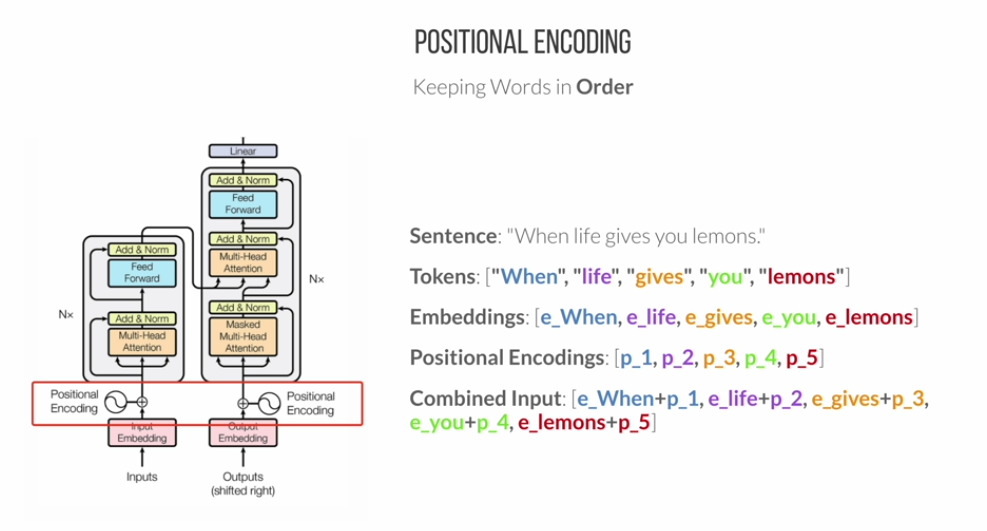 POSITIONAL ENCODING
Keeping Words in Order
Linear
Add & Norm
Feed
Forward
Add & Norm
Multi-Head
Attention
Nx
Add & Norm
Masked
Multi-Head
Attention
Add & Norm
Feed
Forward
Nx
Add & Norm
Multi-Head
Attention
Positional
Encoding
Positional
Encoding
Input
Embedding
Output
Embedding
Inputs
Outputs
(shifted right)
Sentence: "When life gives you lemons."
Tokens: ["When", "life", "gives", "you", "lemons"]
Embeddings: [e_When, e_life, e_gives, e_you, e_lemons]
Positional Encodings: [p_1, p_2, p_3, p_4, p_5]
Combined Input: [e_When+p_1, e_life+p_2, e_gives+p_3,
e_you+p_4, e_lemons+p_5]